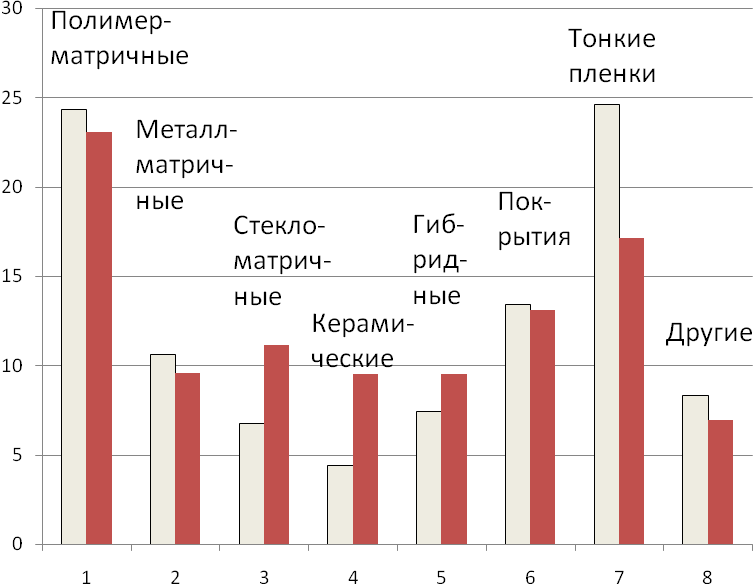 30
Полимер-
матричные
Тонкие
пленки
25
Металл-
матрич-
ные
20
Стекло-
матрич-
ные
Гиб-
рид-
ные
Пок-
рытия
15
Керами-
ческие
Другие
10
5
0
1 2 3 4 5 6 7 8